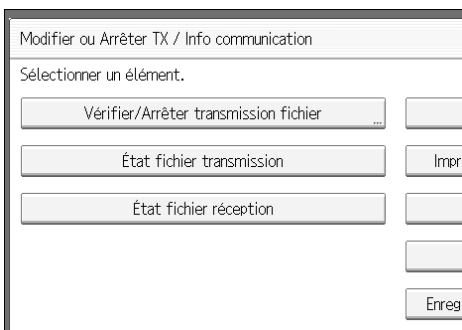 Modifier ou Arrêter TX / Info communication
Sélectionner un élément.
Vérifier/Arrêter transmission fichier
État fichier transmission
Impr
État fichier réception
Enreg